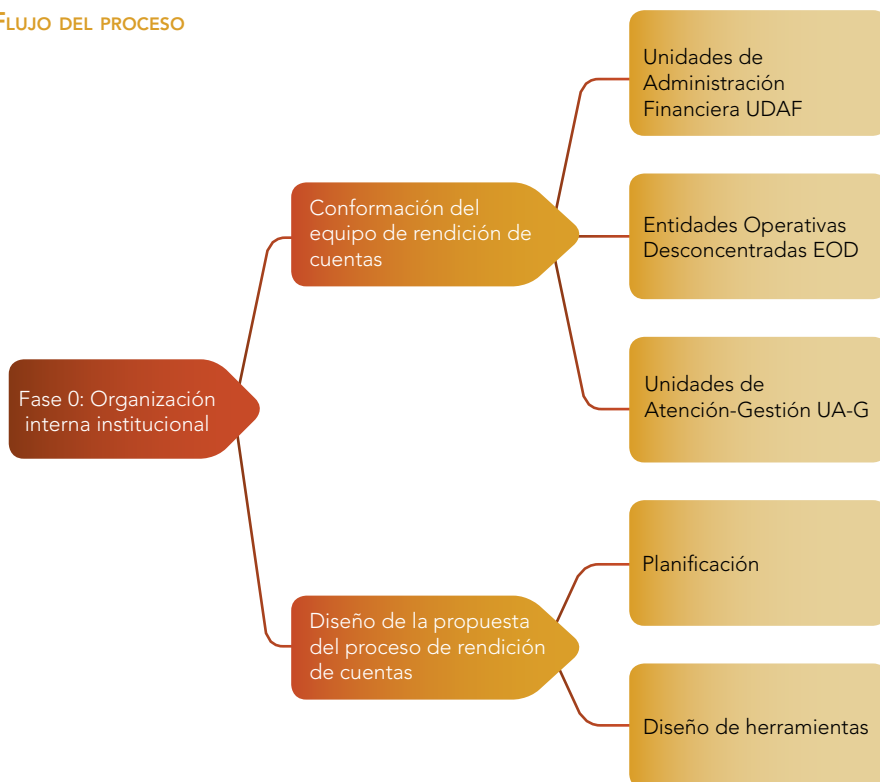 FLUJO DEL PROCESO
Fase 0: Organización
interna institucional
Conformación del
equipo de rendición de
cuentas
Unidades de
Administración
Financiera UDAF
Entidades Operativas
Desconcentradas EOD
Unidades de
Atención-Gestión UA-G
Diseño de la propuesta
del proceso de rendición
de cuentas
Planificación
Diseño de herramientas